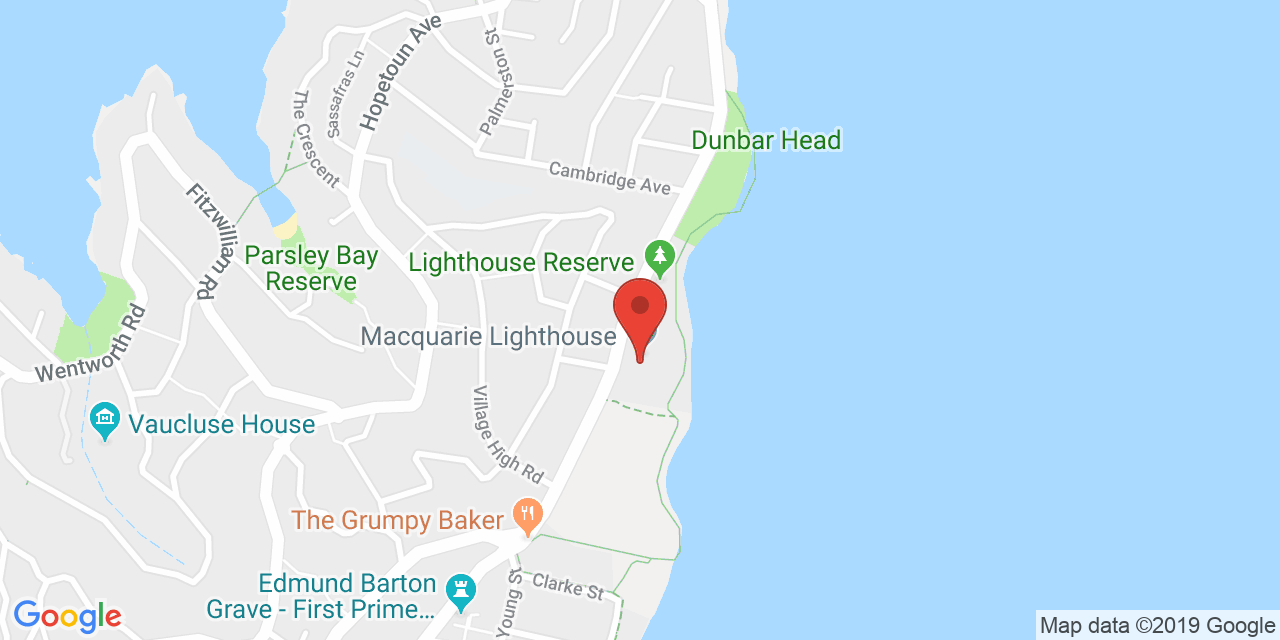 Hopetoun Ave
Palmerston St
Sassafras Ln
The Crescent
Dunbar Head
Cambridge Ave
Fitzwilliam Rd
Parsley Bay
Reserve
Lighthouse Reserve
Macquarie Lighthouse
Wentworth Rd
Vaucluse House
Village High Rd
The Grumpy Baker
Edmund Barton
Grave - First Prime...
Clarke St
Young St
Google
Map data ©2019 Google